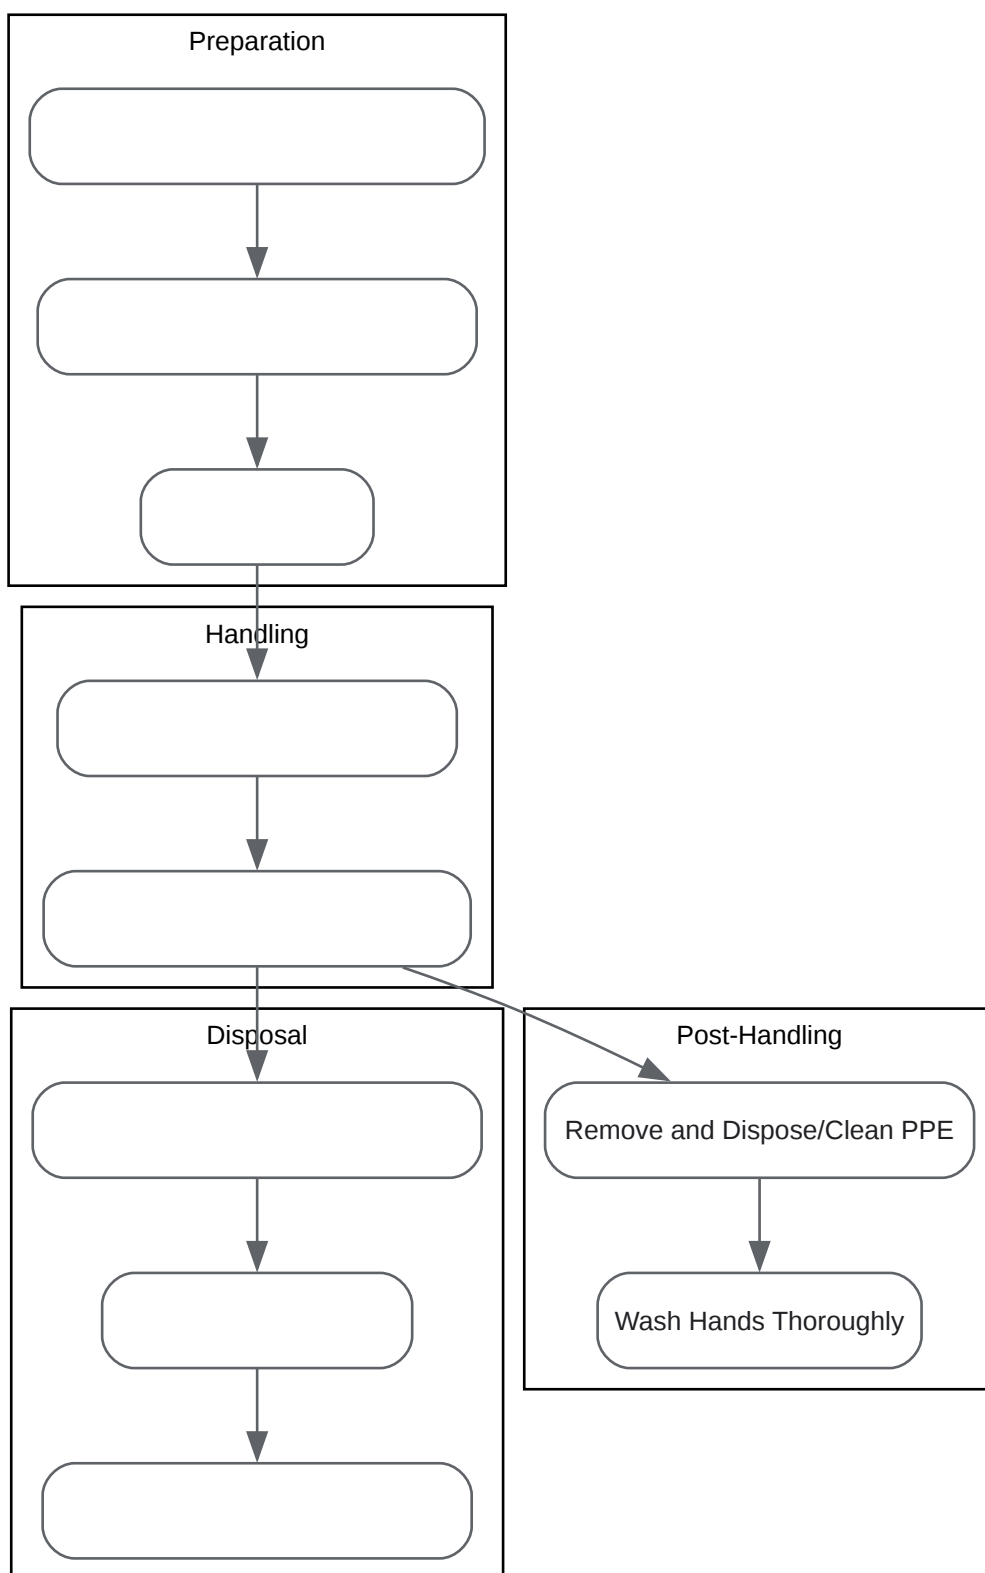 Preparation
Handling
Disposal
Post-Handling
Remove and Dispose/Clean PPE
Wash Hands Thoroughly